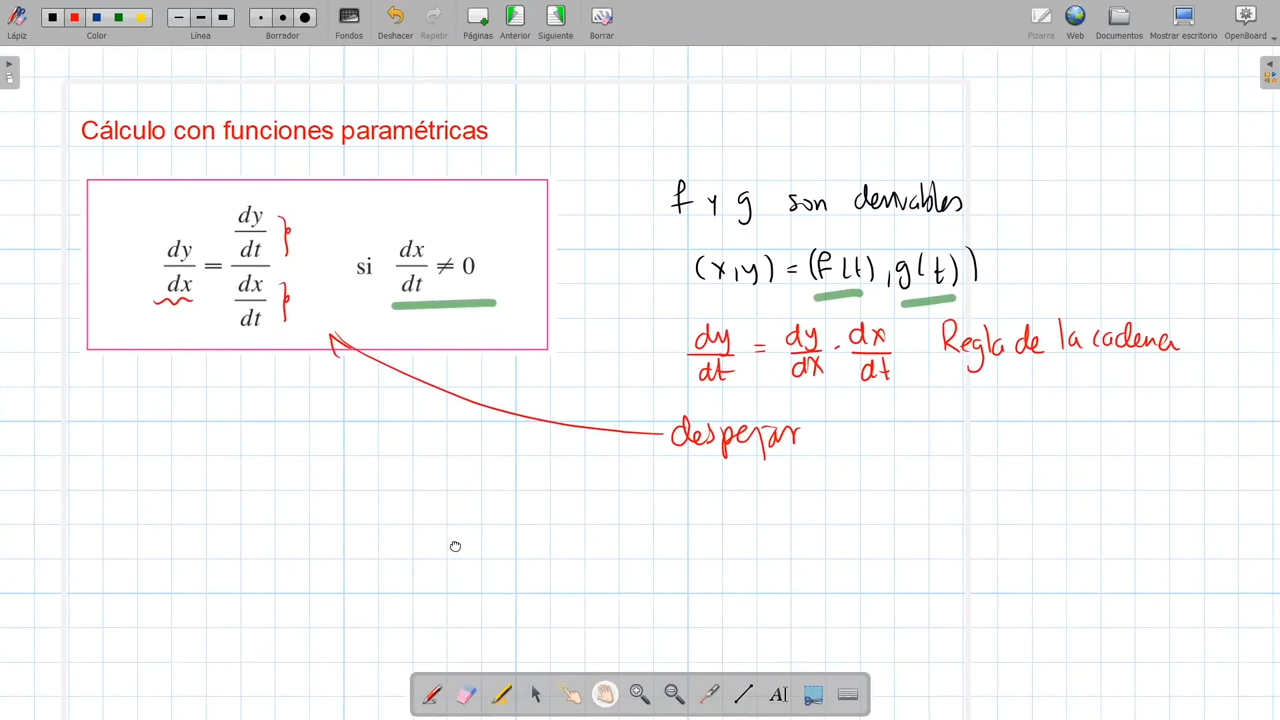 Lápiz Color Línea Borrador Fondos Deshacer Repetir Páginas Anterior Siguiente Borrar Pizarra Web Documentos Mostrar escritorio OpenBoard
Cálculo con funciones paramétricas
dy/dx = (dy/dt)/(dx/dt) si dx/dt ≠ 0
f y g son derivables
(x,y) = (f(t), g(t))
dy/dt = dy/dx · dx/dt Regla de la cadena
despejar
AI